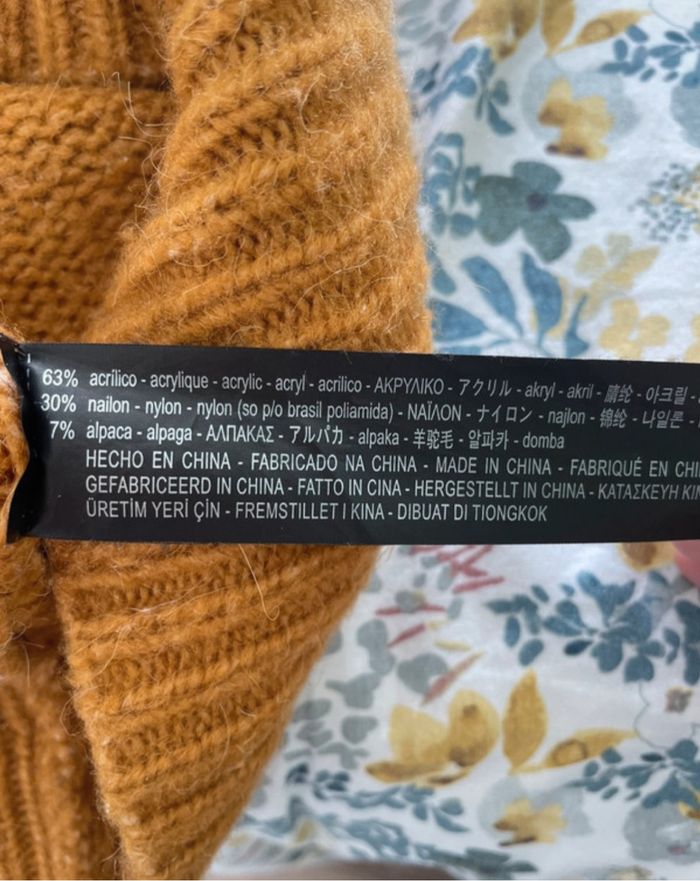 63% acrílico - acrylique - acrylic - acryl - acrilico - ΑΚΡΥΛΙΚΟ - アクリル - akryl - akril - 腈纶 - 아크릴 -
30% nailon - nylon - nylon (so p/o brasil poliamida) - ΝΑΪΛΟΝ - ナイロン - najlon - 锦纶 - 나일론 -
7% alpaca - alpaga - ΑΛΠΑΚΑΣ - アルパカ - alpaka - 羊驼毛 - 알파카 - domba
HECHO EN CHINA - FABRICADO NA CHINA - MADE IN CHINA - FABRIQUÉ EN CHI
GEFABRICEERD IN CHINA - FATTO IN CINA - HERGESTELLT IN CHINA - ΚΑΤΑΣΚΕΥΗ ΚΙΝ
ÜRETİM YERİ ÇİN - FREMSTILLET I KINA - DIBUAT DI TIONGKOK